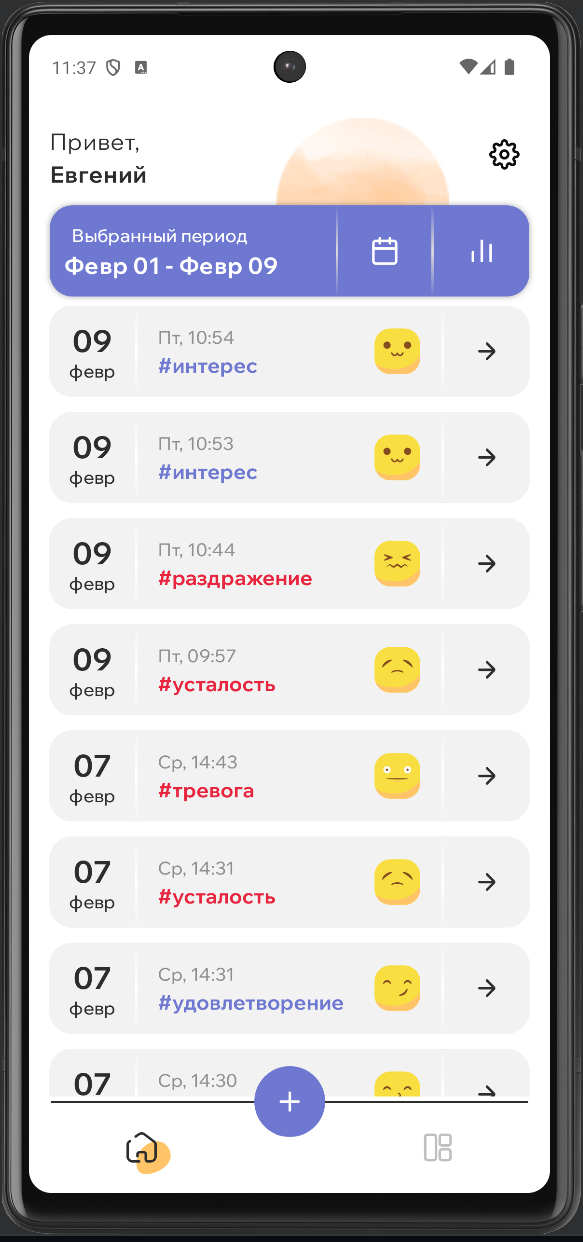 11:37
Привет,
Евгений
Выбранный период
Февр 01 - Февр 09
09
февр
Пт, 10:54
#интерес
09
февр
Пт, 10:53
#интерес
09
февр
Пт, 10:44
#раздражение
09
февр
Пт, 09:57
#усталость
07
февр
Ср, 14:43
#тревога
07
февр
Ср, 14:31
#усталость
07
февр
Ср, 14:31
#удовлетворение
07
Ср, 14:30